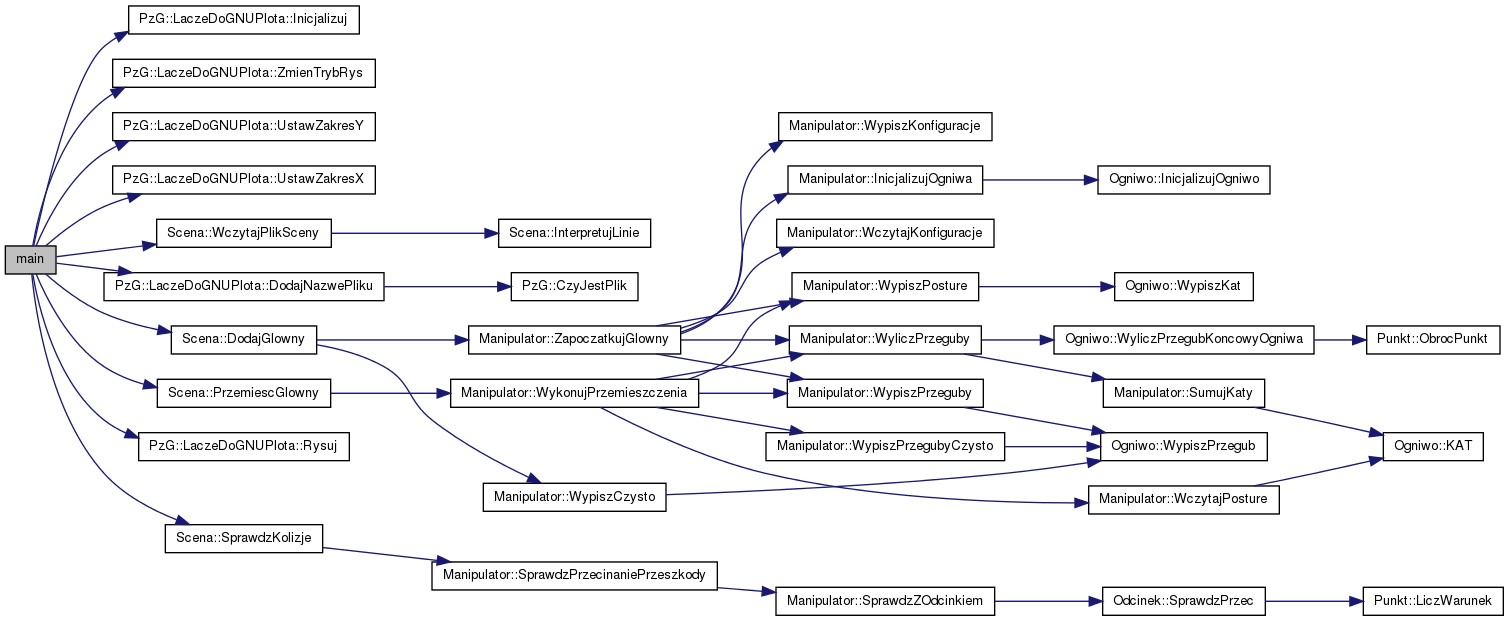 main
PzG::LaczeDoGNUPlota::Inicjalizuj
PzG::LaczeDoGNUPlota::ZmienTrybRys
PzG::LaczeDoGNUPlota::UstawZakresY
PzG::LaczeDoGNUPlota::UstawZakresX
Scena::WczytajPlikSceny
PzG::LaczeDoGNUPlota::DodajNazwePliku
Scena::DodajGlowny
Scena::PrzemiescGlowny
PzG::LaczeDoGNUPlota::Rysuj
Scena::SprawdzKolizje
Scena::InterpretujLinie
PzG::CzyJestPlik
Manipulator::ZapoczatkujGlowny
Manipulator::WykonujPrzemieszczenia
Manipulator::WypiszCzysto
Manipulator::SprawdzPrzecinaniePrzeszkody
Manipulator::WypiszKonfiguracje
Manipulator::InicjalizujOgniwa
Manipulator::WczytajKonfiguracje
Manipulator::WypiszPosture
Manipulator::WyliczPrzeguby
Manipulator::WypiszPrzeguby
Manipulator::WypiszPrzegubyCzysto
Manipulator::SprawdzZOdcinkiem
Ogniwo::InicjalizujOgniwo
Ogniwo::WypiszKat
Ogniwo::WyliczPrzegubKoncowyOgniwa
Manipulator::SumujKaty
Ogniwo::WypiszPrzegub
Manipulator::WczytajPosture
Odcinek::SprawdzPrzec
Punkt::ObrocPunkt
Ogniwo::KAT
Punkt::LiczWarunek